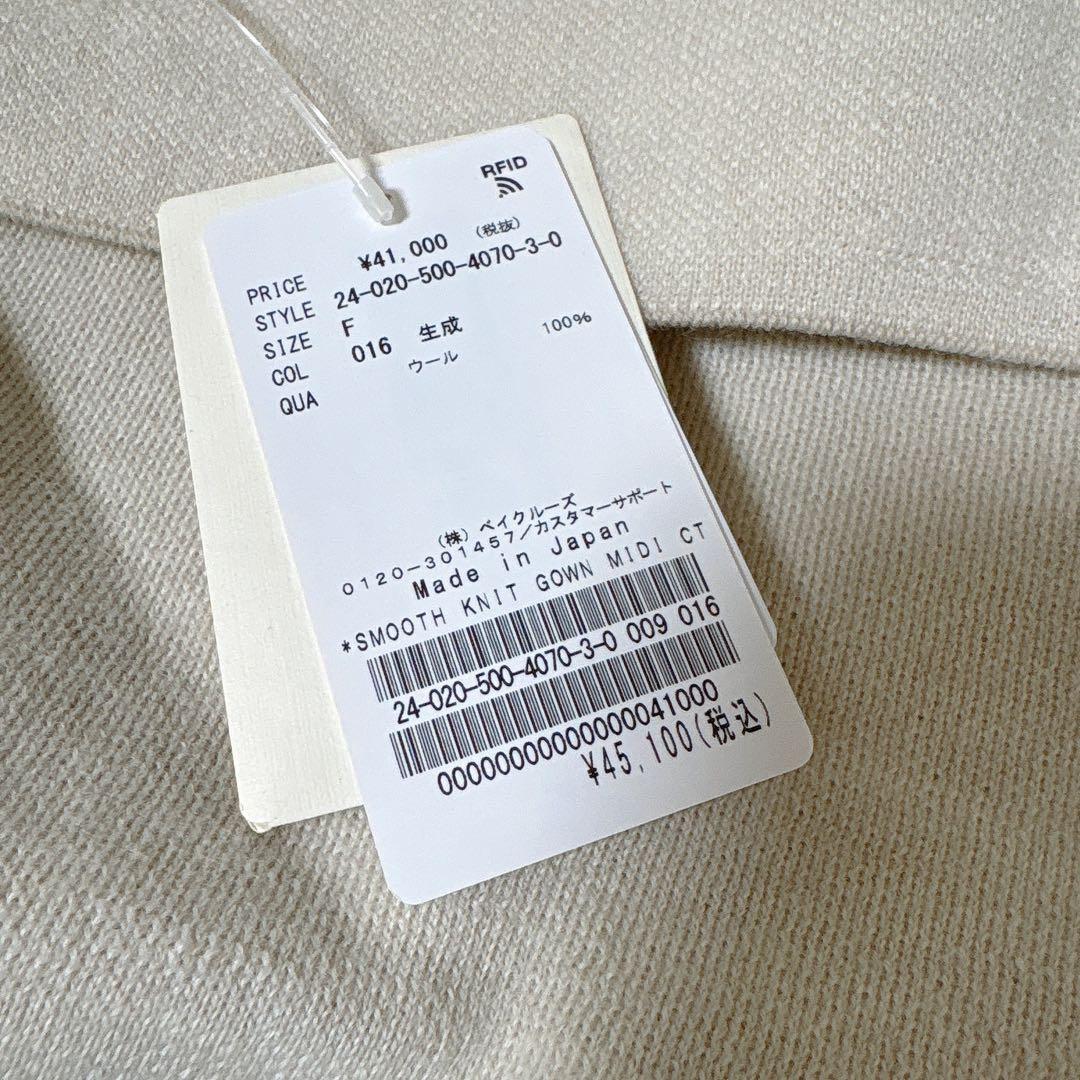 RFID
PRICE ¥41,000 (税抜)
STYLE 24-020-500-4070-3-0
SIZE F
COL 016 生成
QUA ウール 100%
(株) ベイクルーズ
0120-301457/カスタマーサポート
Made in Japan
*SMOOTH KNIT GOWN MIDI CT
24-020-500-4070-3-0 009 016
00000000000000041000
¥45,100(税込)